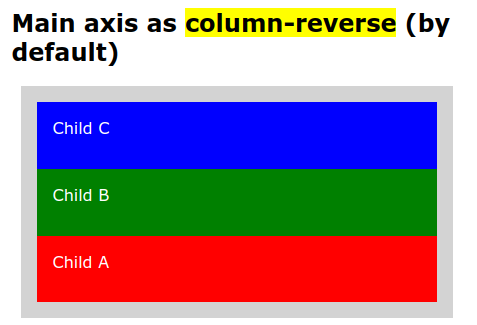 Main axis as column-reverse (by
default)
Child C
Child B
Child A